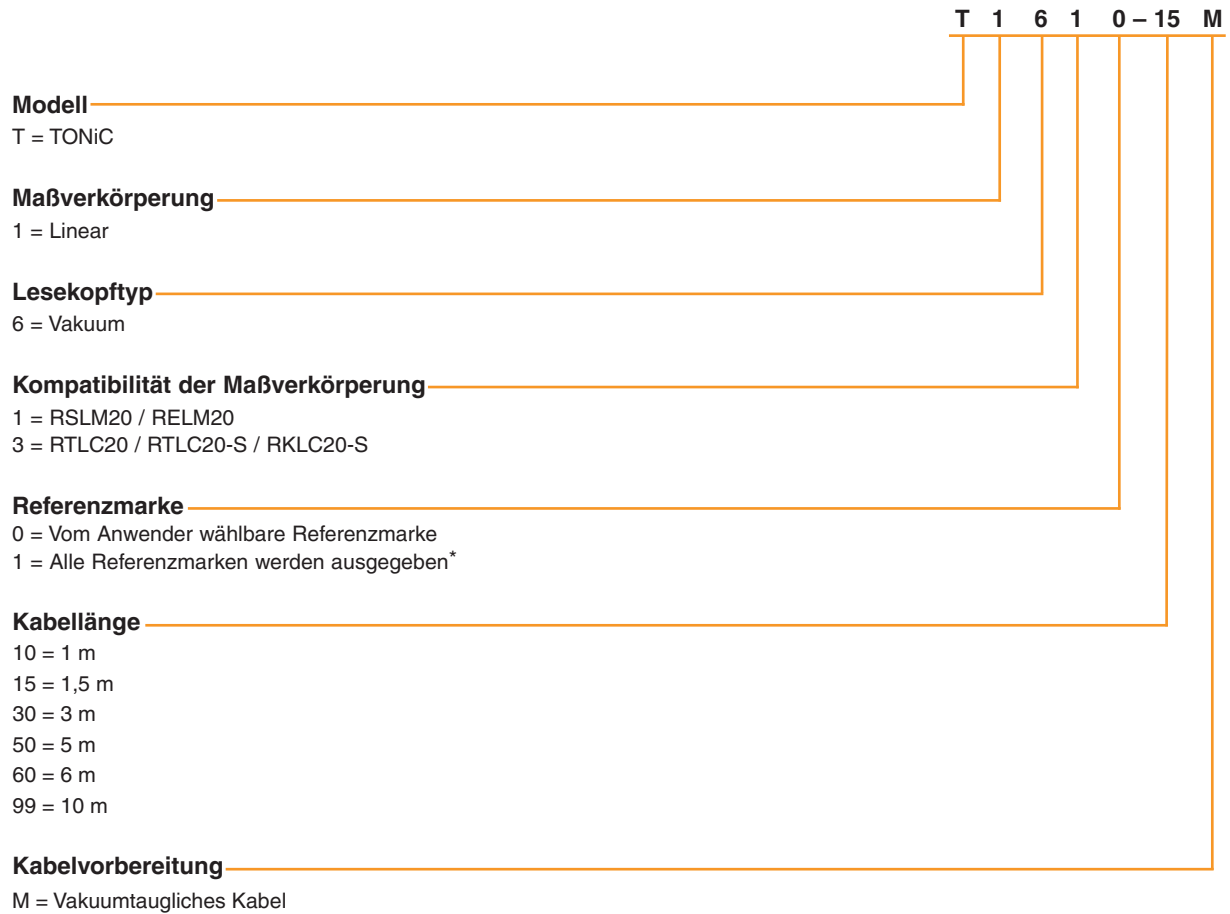 T 1 6 1 0 – 15 M
Modell
T = TONiC
Maßverkörperung
1 = Linear
Lesekopftyp
6 = Vakuum
Kompatibilität der Maßverkörperung
1 = RSLM20 / RELM20
3 = RTLC20 / RTLC20-S / RKLC20-S
Referenzmarke
0 = Vom Anwender wählbare Referenzmarke
1 = Alle Referenzmarken werden ausgegeben*
Kabellänge
10 = 1 m
15 = 1,5 m
30 = 3 m
50 = 5 m
60 = 6 m
99 = 10 m
Kabelvorbereitung
M = Vakuumtaugliches Kabel